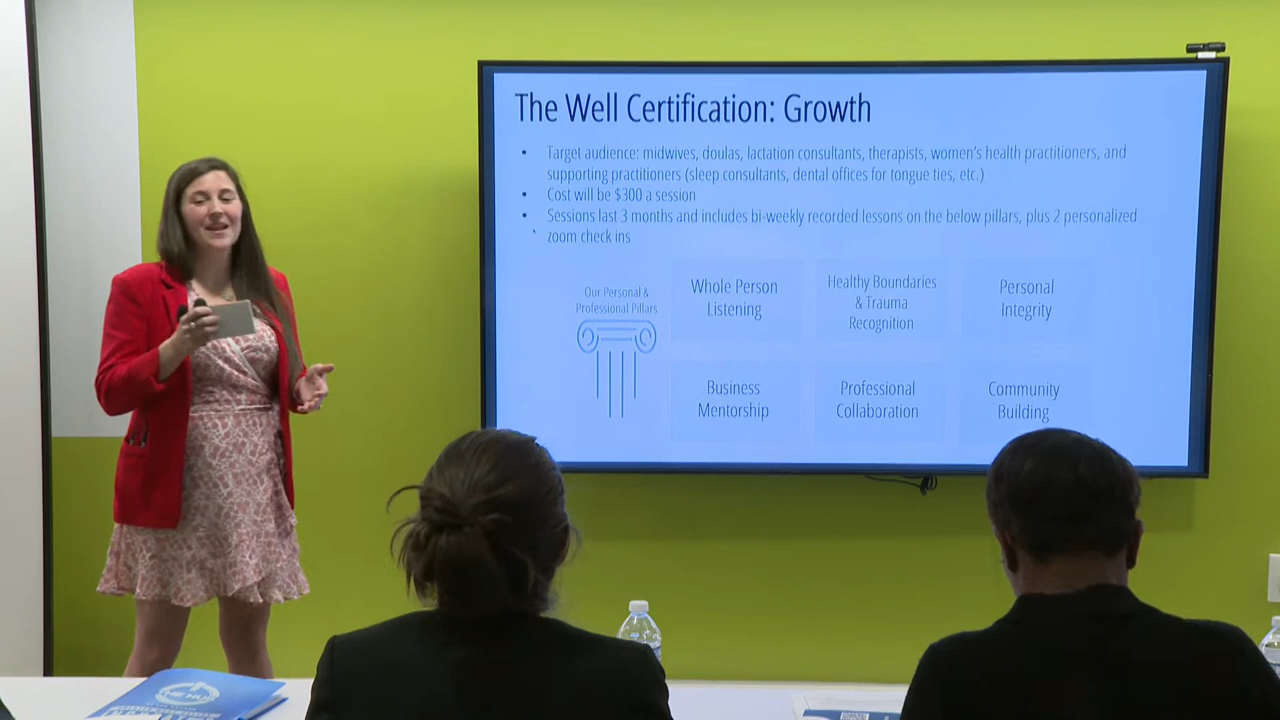 The Well Certification: Growth
• Target audience: midwives, doulas, lactation consultants, therapists, women's health practitioners, and
supporting practitioners (sleep consultants, dental offices for tongue ties, etc.)
• Cost will be $300 a session
• Sessions last 3 months and includes bi-weekly recorded lessons on the below pillars, plus 2 personalized
zoom check ins
Our Personal &
Professional Pillars
Whole Person
Listening
Healthy Boundaries
& Trauma
Recognition
Personal
Integrity
Business
Mentorship
Professional
Collaboration
Community
Building
THE HUB